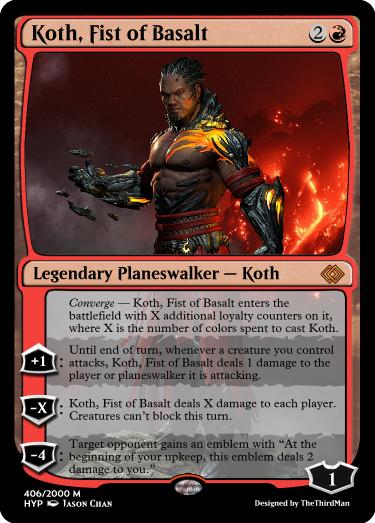 Koth, Fist of Basalt 2
Legendary Planeswalker — Koth
Converge — Koth, Fist of Basalt enters the
battlefield with X additional loyalty counters on it,
where X is the number of colors spent to cast Koth.
+1: Until end of turn, whenever a creature you control
attacks, Koth, Fist of Basalt deals 1 damage to the
player or planeswalker it is attacking.
-X: Koth, Fist of Basalt deals X damage to each player.
Creatures can't block this turn.
-4: Target opponent gains an emblem with “At the
beginning of your upkeep, this emblem deals 2
damage to you.”
1
406/2000 M
HYP Jason Chan
Designed by TheThirdMan